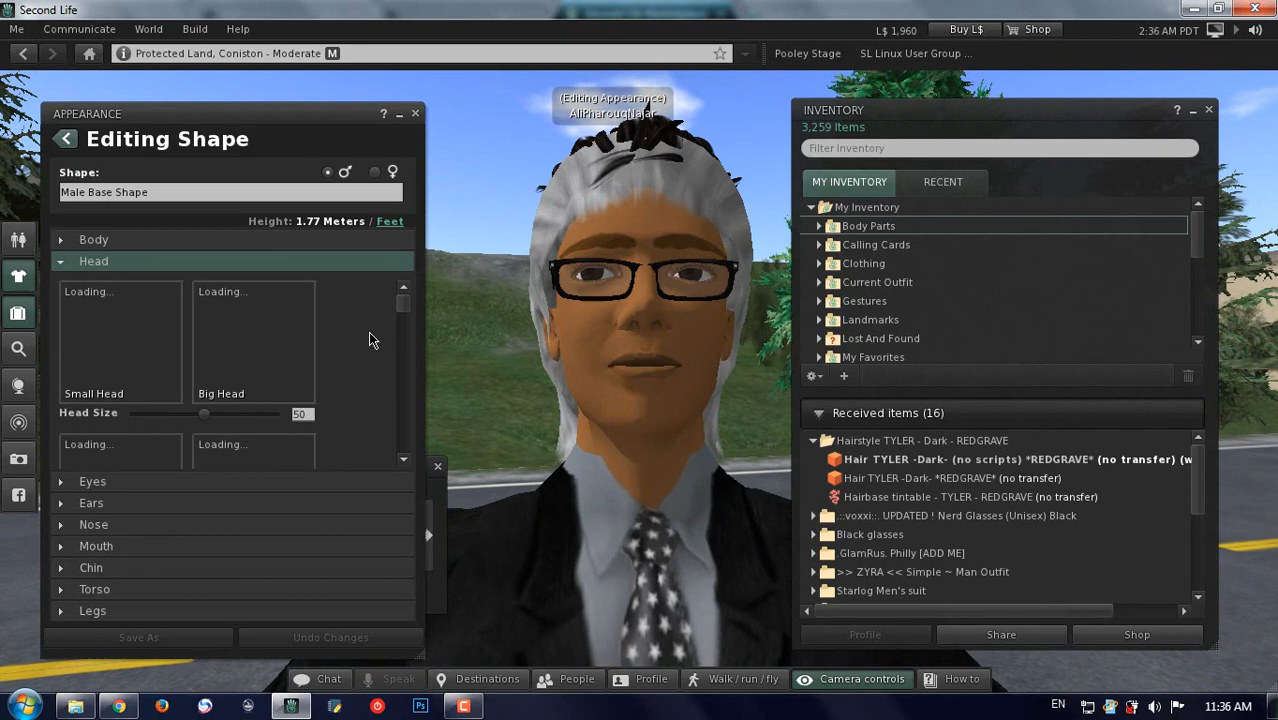 Second Life
Me Communicate World Build Help
L$ 1,960 Buy L$ Shop 2:36 AM PDT
Protected Land, Coniston - Moderate M
Pooley Stage SL Linux User Group ...
(Editing Appearance)
AliPharouqNajar
APPEARANCE ?
Editing Shape
Shape:
Male Base Shape
Height: 1.77 Meters / Feet
Body
Head
Loading... Loading...
Small Head Big Head
Head Size 50
Loading... Loading...
Eyes
Ears
Nose
Mouth
Chin
Torso
Legs
Save As Undo Changes
INVENTORY ?
3,259 Items
Filter Inventory
MY INVENTORY RECENT
My Inventory
Body Parts
Calling Cards
Clothing
Current Outfit
Gestures
Landmarks
Lost And Found
My Favorites
Received items (16)
Hairstyle TYLER - Dark - REDGRAVE
Hair TYLER -Dark- (no scripts) *REDGRAVE* (no transfer) (w
Hair TYLER -Dark- *REDGRAVE* (no transfer)
Hairbase tintable - TYLER - REDGRAVE (no transfer)
.::voxxi::. UPDATED ! Nerd Glasses (Unisex) Black
Black glasses
.GlamRus. Philly [ADD ME]
>> ZYRA << Simple ~ Man Outfit
Starlog Men's suit
Profile Share Shop
Chat Speak Destinations People Profile Walk / run / fly Camera controls How to
EN 11:36 AM